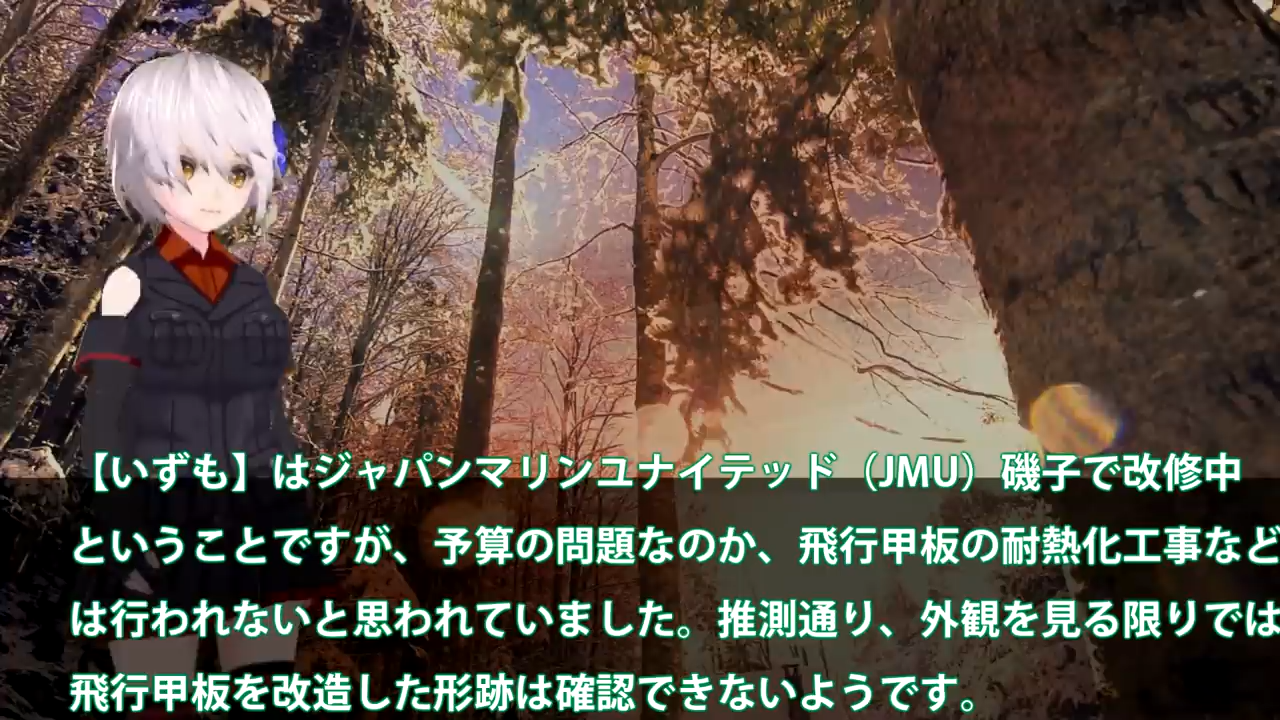 【いずも】はジャパンマリンユナイテッド（JMU）磯子で改修中
ということですが、予算の問題なのか、飛行甲板の耐熱化工事など
は行われないと思われていました。推測通り、外観を見る限りでは
飛行甲板を改造した形跡は確認できないようです。